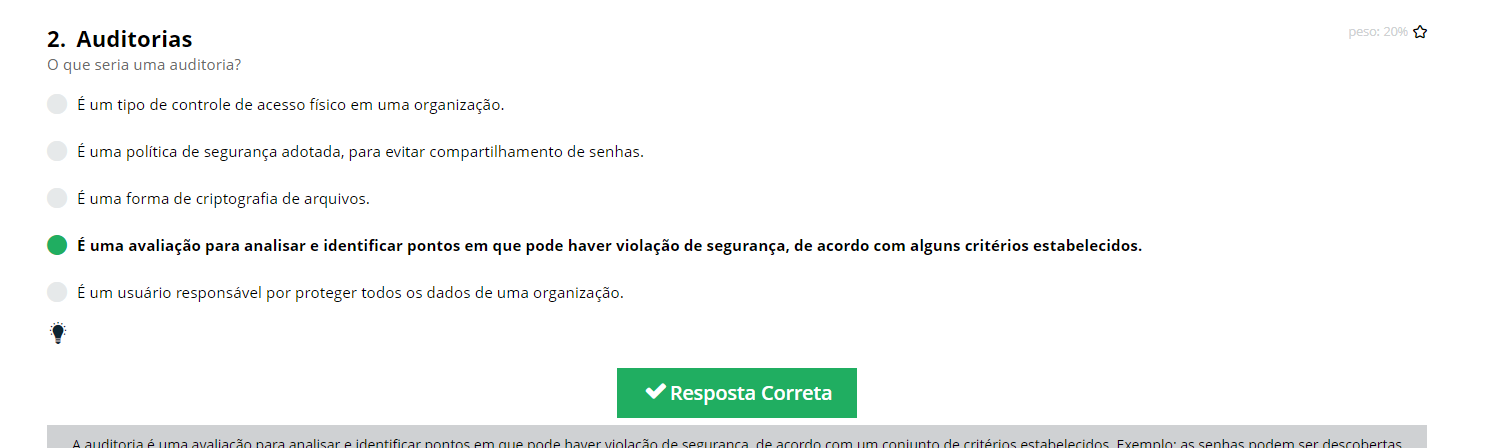 2. Auditorias
peso: 20%
O que seria uma auditoria?
É um tipo de controle de acesso físico em uma organização.
É uma política de segurança adotada, para evitar compartilhamento de senhas.
É uma forma de criptografia de arquivos.
É uma avaliação para analisar e identificar pontos em que pode haver violação de segurança, de acordo com alguns critérios estabelecidos.
É um usuário responsável por proteger todos os dados de uma organização.
Resposta Correta
A auditoria é uma avaliação para analisar e identificar pontos em que pode haver violação de segurança, de acordo com um conjunto de critérios estabelecidos. Exemplo: as senhas podem ser descobertas